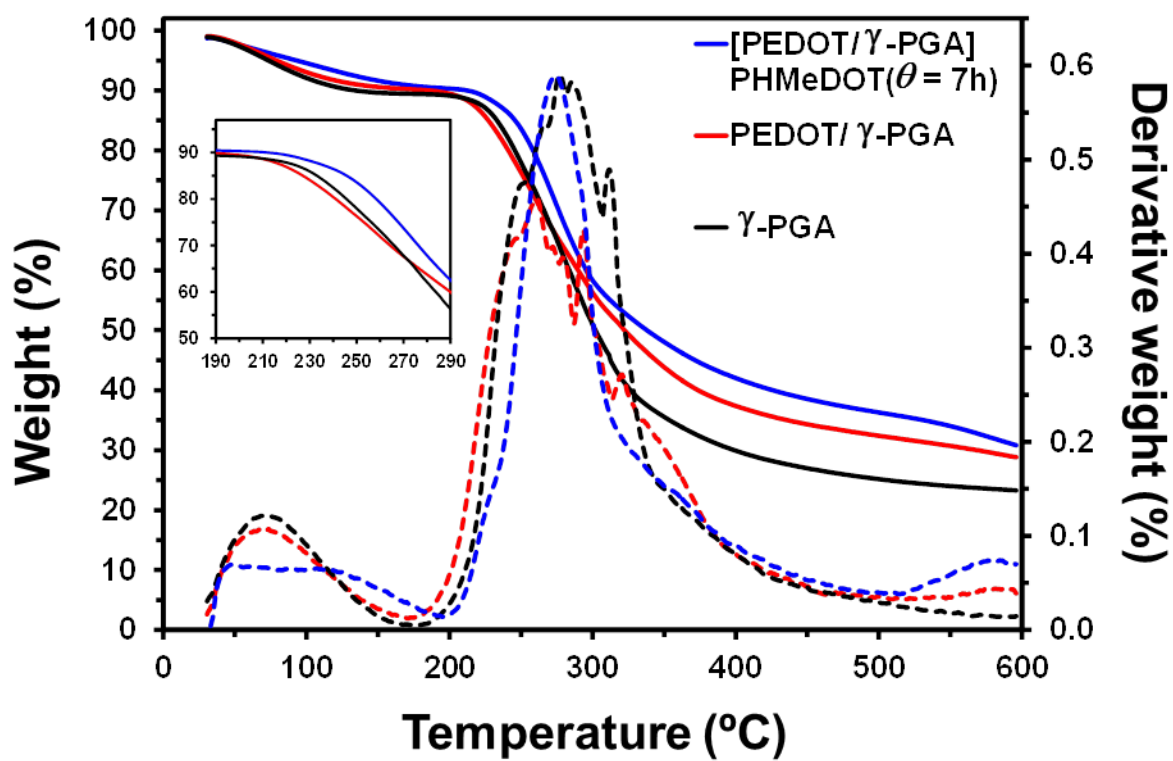 Weight (%)
100
90
80
70
60
50
40
30
20
10
0
[PEDOT/γ-PGA]
PHMeDOT(θ = 7h)
PEDOT/γ-PGA
γ-PGA
90
80
70
60
50
190 210 230 250 270 290
0.6
0.5
0.4
0.3
0.2
0.1
0.0
Derivative weight (%)
0 100 200 300 400 500 600
Temperature (ºC)